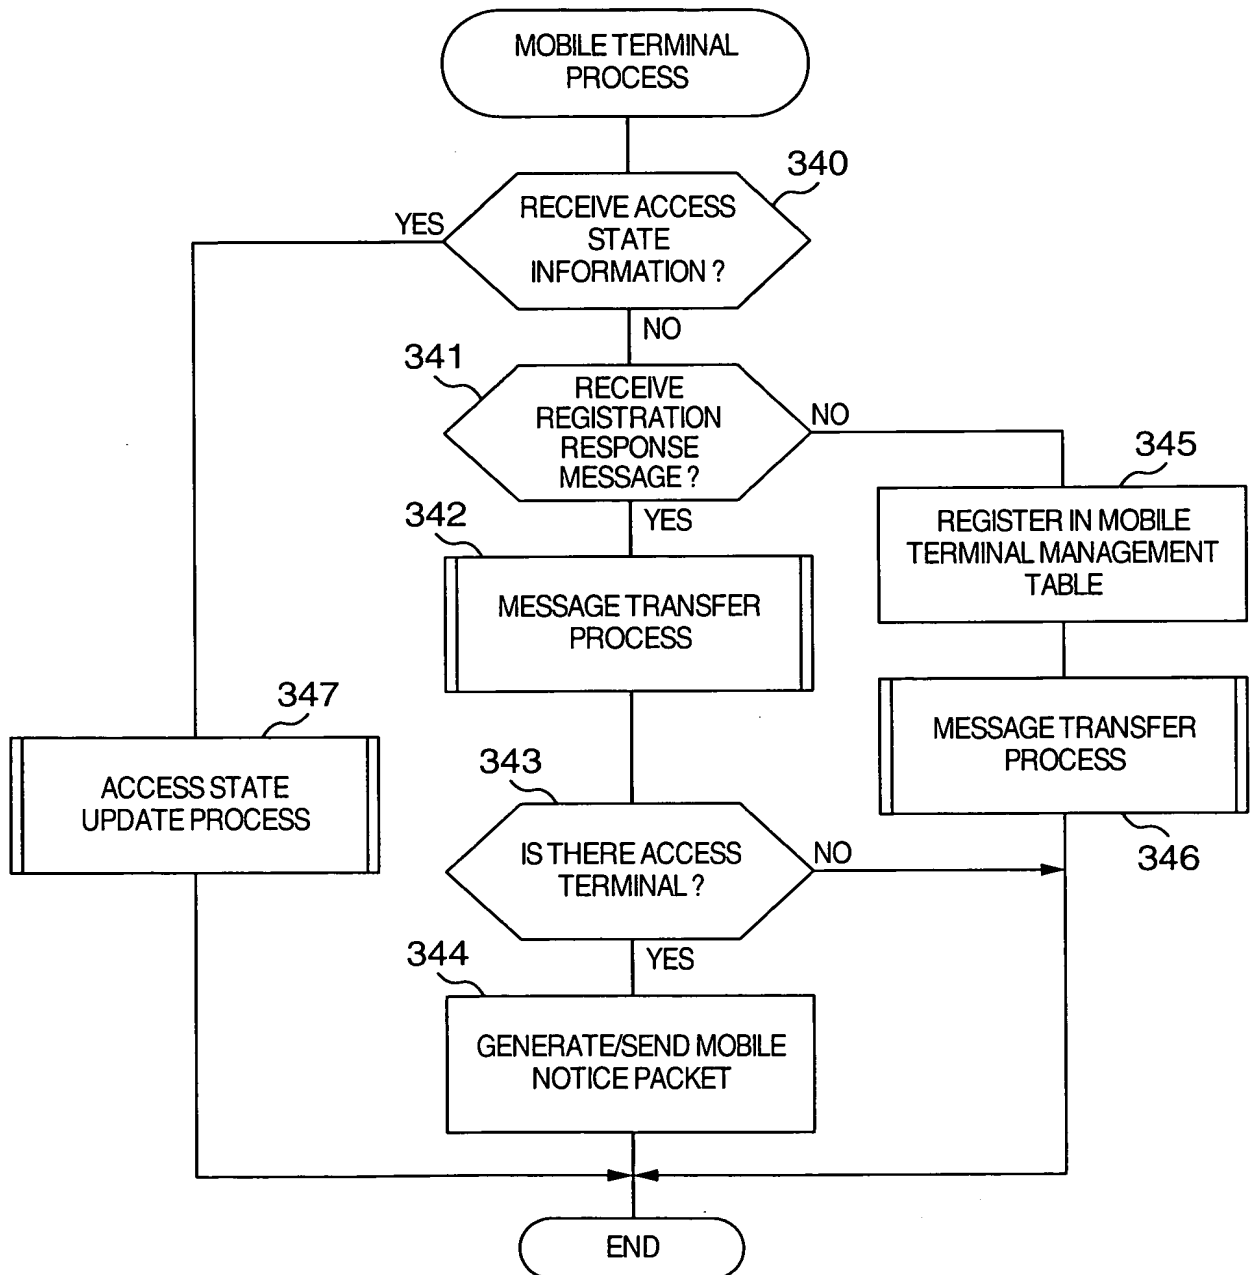 MOBILE TERMINAL
PROCESS
340
RECEIVE ACCESS
STATE
INFORMATION ?
YES
NO
341
RECEIVE
REGISTRATION
RESPONSE
MESSAGE ?
NO
YES
345
REGISTER IN MOBILE
TERMINAL MANAGEMENT
TABLE
342
MESSAGE TRANSFER
PROCESS
347
ACCESS STATE
UPDATE PROCESS
MESSAGE TRANSFER
PROCESS
346
343
IS THERE ACCESS
TERMINAL ?
NO
YES
344
GENERATE/SEND MOBILE
NOTICE PACKET
END